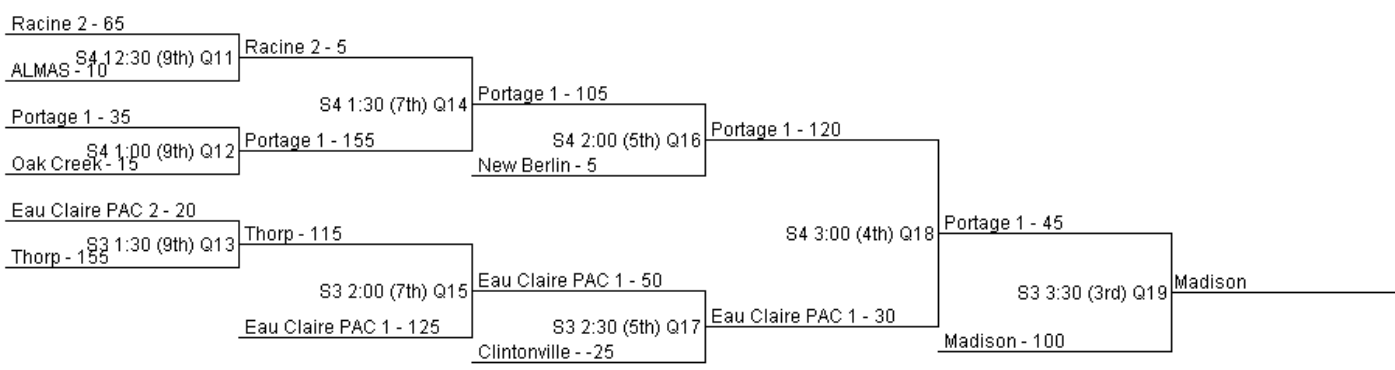 Racine 2 - 65
S4 12:30 (9th) Q11
ALMAS - 10
Racine 2 - 5
S4 1:30 (7th) Q14
Portage 1 - 35
S4 1:00 (9th) Q12
Oak Creek - 15
Portage 1 - 155
Portage 1 - 105
S4 2:00 (5th) Q16
New Berlin - 5
Portage 1 - 120
Eau Claire PAC 2 - 20
S3 1:30 (9th) Q13
Thorp - 155
Thorp - 115
S3 2:00 (7th) Q15
Eau Claire PAC 1 - 125
Eau Claire PAC 1 - 50
S3 2:30 (5th) Q17
Clintonville - -25
Eau Claire PAC 1 - 30
S4 3:00 (4th) Q18
Portage 1 - 45
S3 3:30 (3rd) Q19
Madison - 100
Madison